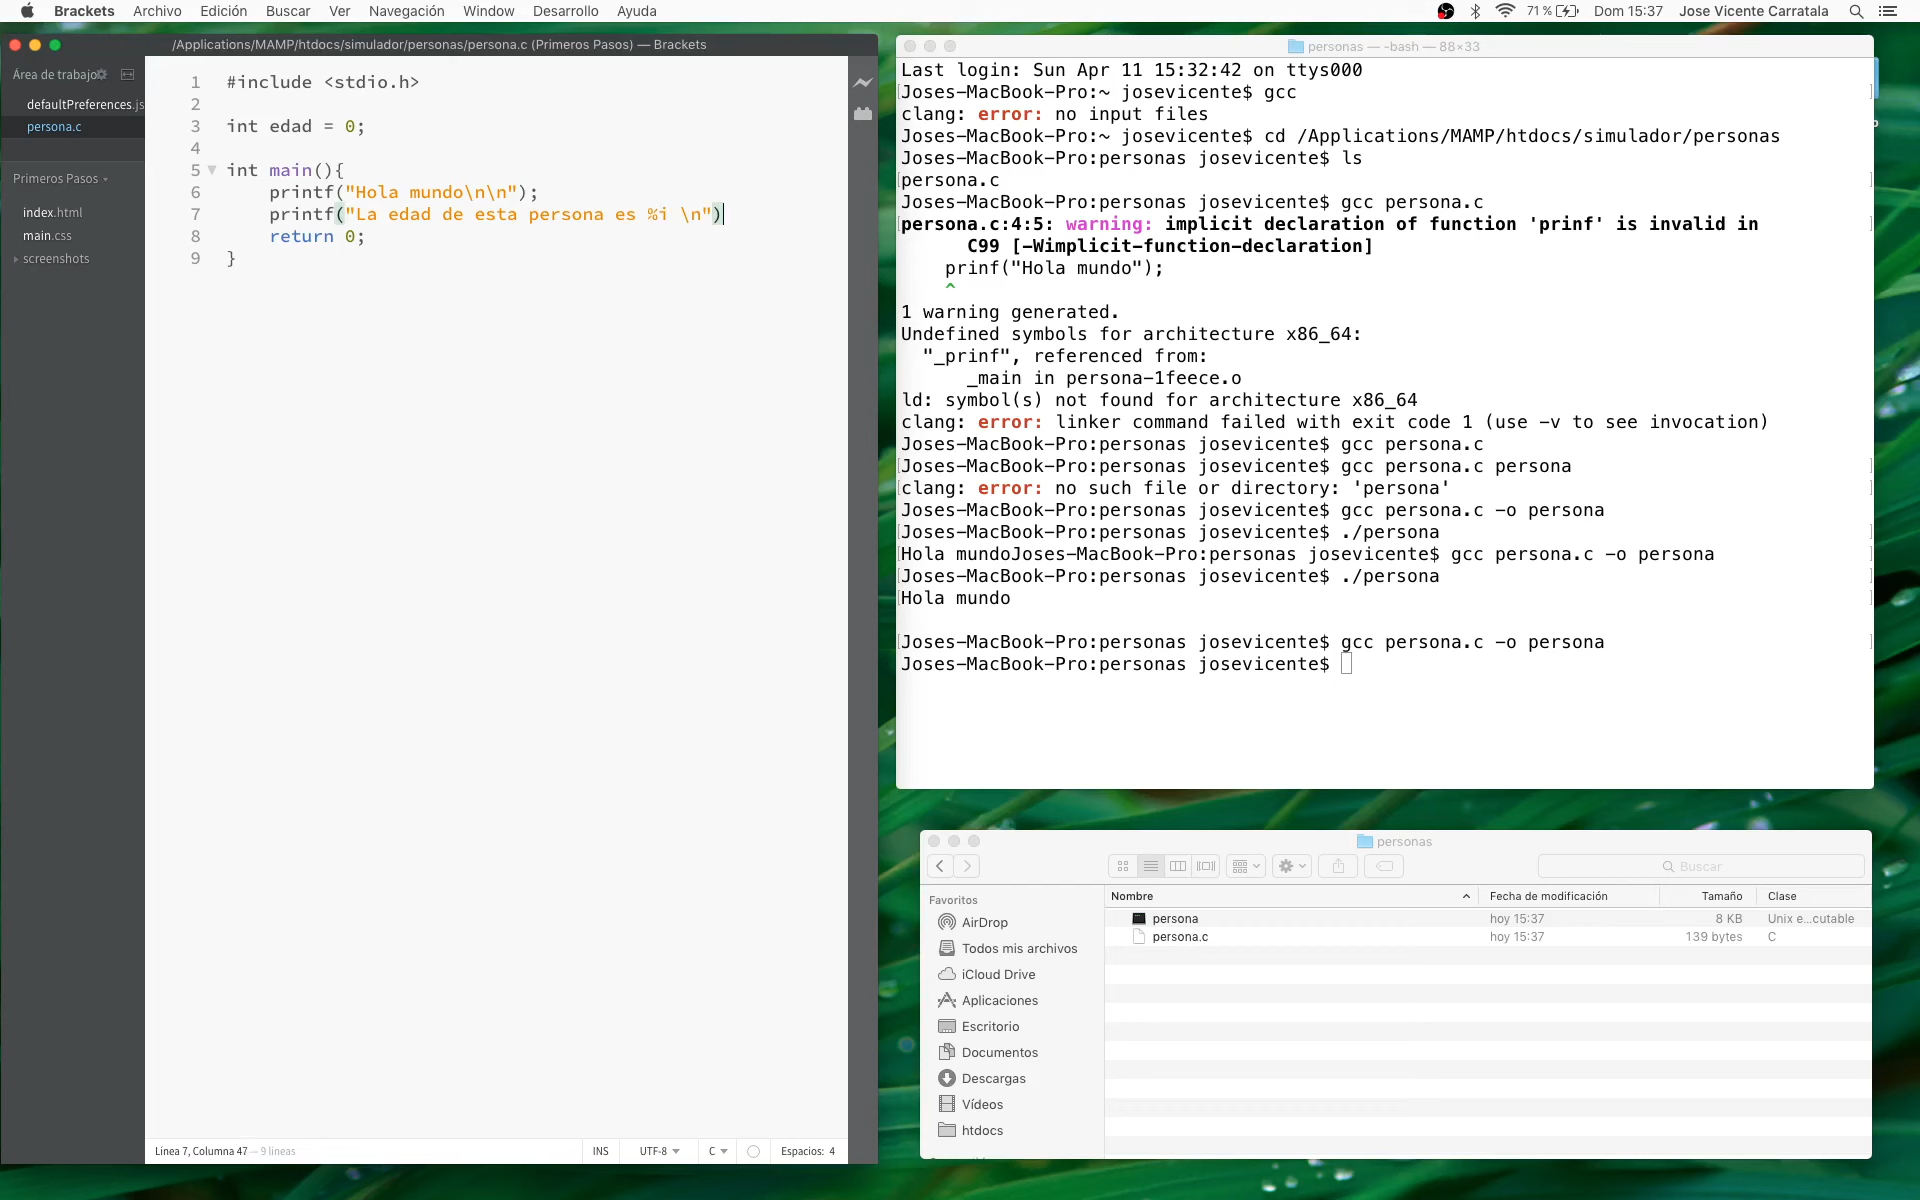 Brackets Archivo Edición Buscar Ver Navegación Window Desarrollo Ayuda
71 % Dom 15:37 Jose Vicente Carratala
/Applications/MAMP/htdocs/simulador/personas/persona.c (Primeros Pasos) — Brackets
Área de trabajo
defaultPreferences.js
persona.c
Primeros Pasos
index.html
main.css
screenshots
1 #include <stdio.h>
2
3 int edad = 0;
4
5 int main(){
6 printf("Hola mundo\n\n");
7 printf("La edad de esta persona es %i \n")
8 return 0;
9 }
Línea 7, Columna 47 — 9 líneas
INS UTF-8 C Espacios: 4
personas — -bash — 88×33
Last login: Sun Apr 11 15:32:42 on ttys000
[Joses-MacBook-Pro:~ josevicente$ gcc ]
clang: error: no input files
Joses-MacBook-Pro:~ josevicente$ cd /Applications/MAMP/htdocs/simulador/personas
Joses-MacBook-Pro:personas josevicente$ ls
[persona.c ]
Joses-MacBook-Pro:personas josevicente$ gcc persona.c
[persona.c:4:5: warning: implicit declaration of function 'prinf' is invalid in ]
C99 [-Wimplicit-function-declaration]
prinf("Hola mundo");
^
1 warning generated.
Undefined symbols for architecture x86_64:
"_prinf", referenced from:
_main in persona-1feece.o
ld: symbol(s) not found for architecture x86_64
clang: error: linker command failed with exit code 1 (use -v to see invocation)
Joses-MacBook-Pro:personas josevicente$ gcc persona.c
[Joses-MacBook-Pro:personas josevicente$ gcc persona.c persona ]
[clang: error: no such file or directory: 'persona' ]
Joses-MacBook-Pro:personas josevicente$ gcc persona.c -o persona
[Joses-MacBook-Pro:personas josevicente$ ./persona ]
[Hola mundoJoses-MacBook-Pro:personas josevicente$ gcc persona.c -o persona ]
[Joses-MacBook-Pro:personas josevicente$ ./persona ]
[Hola mundo ]
[Joses-MacBook-Pro:personas josevicente$ gcc persona.c -o persona ]
Joses-MacBook-Pro:personas josevicente$
personas
Buscar
Favoritos
AirDrop
Todos mis archivos
iCloud Drive
Aplicaciones
Escritorio
Documentos
Descargas
Vídeos
htdocs
Nombre Fecha de modificación Tamaño Clase
persona hoy 15:37 8 KB Unix e...cutable
persona.c hoy 15:37 139 bytes C